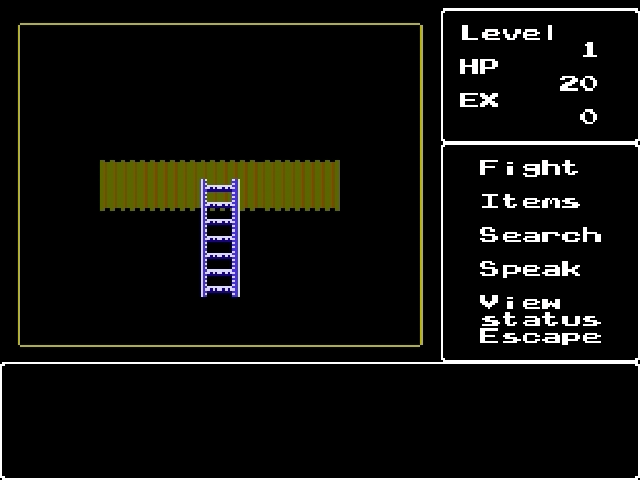 Level
1
HP
20
EX
0
Fight
Items
Search
Speak
View
status
Escape